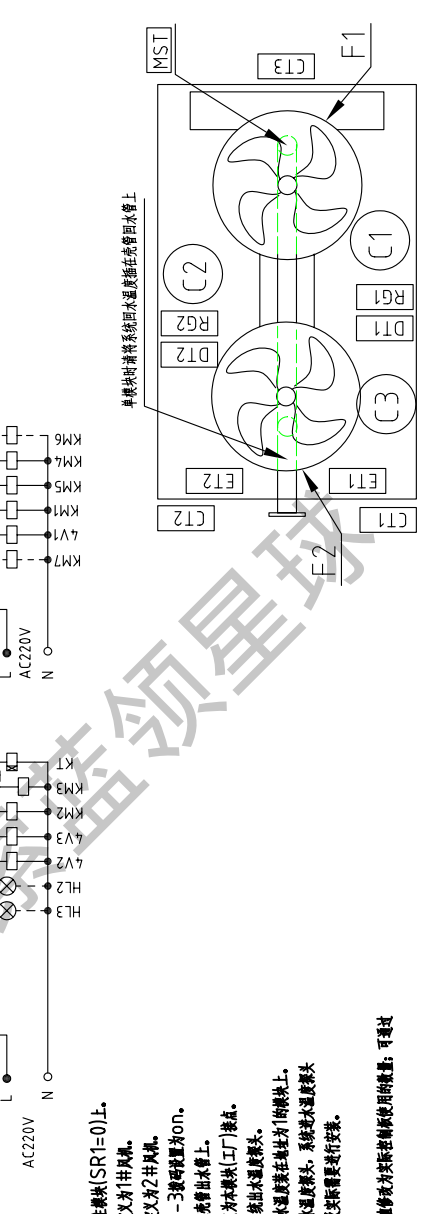 MST
F1
CT3
单模块时请将系统回水温度插在壳管回水管上
C2
C1
RG2
DT2
RG1
DT1
C3
ET2
ET1
CT2
CT1
F2
KM6
KM4
KM5
KM1
4V1
KM7
L
AC220V
N
KT
KM3
KM2
4V3
4V2
HL2
HL3
L
AC220V
N
主模块(SR1=0)上。
义为1#风机。
义为2#风机。
-3拨码设置为on。
壳管出水管上。
为本模块(工厂)接点。
统出水温度探头。
水温度装在地址为1的模块上。
水温度探头, 系统进水温度探头
实际需要进行安装。
修改为实际控制板使用的数量; 可通过
蓝领星球